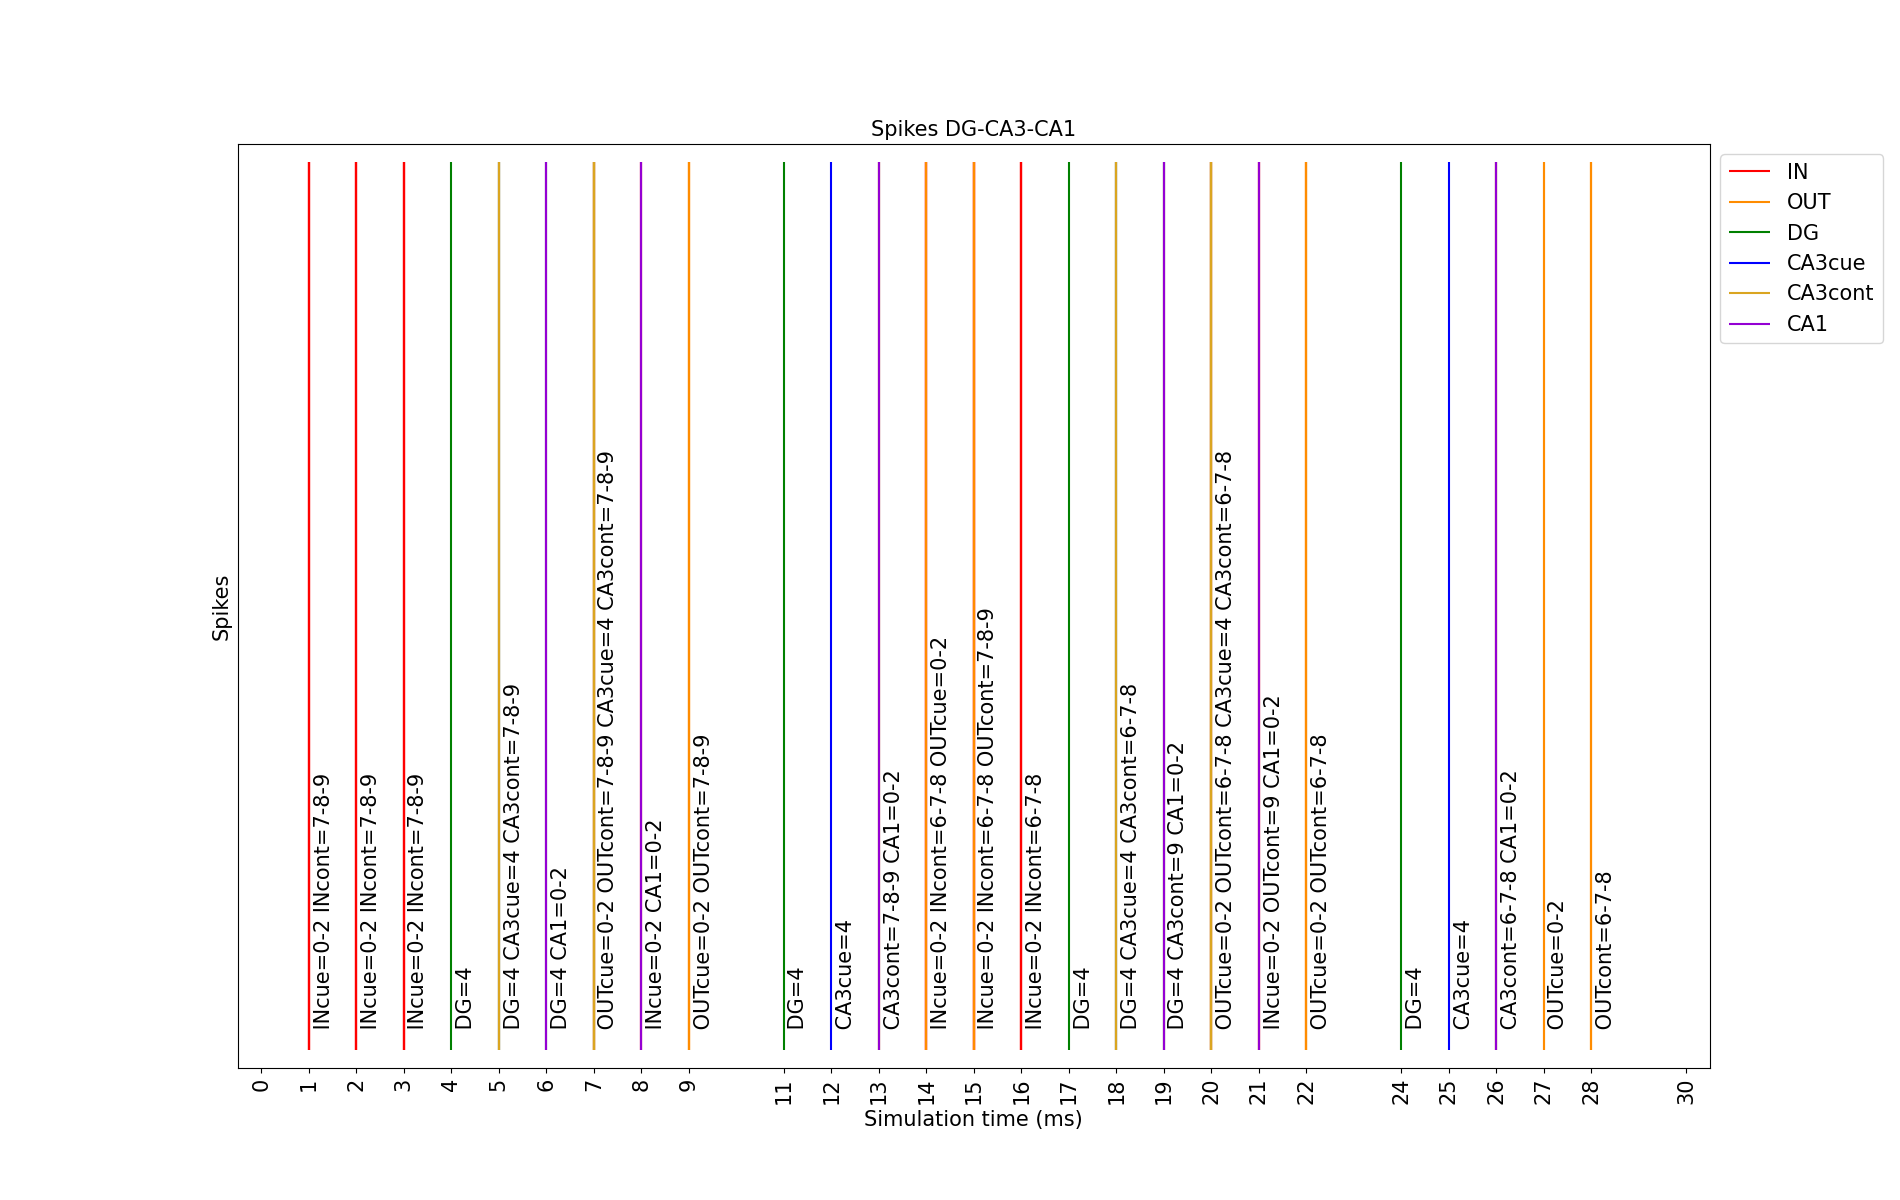 Spikes DG-CA3-CA1
IN
OUT
DG
CA3cue
CA3cont
CA1
Spikes
INcue=0-2 INcont=7-8-9
INcue=0-2 INcont=7-8-9
INcue=0-2 INcont=7-8-9
DG=4
DG=4 CA3cue=4 CA3cont=7-8-9
DG=4 CA1=0-2
OUTcue=0-2 OUTcont=7-8-9 CA3cue=4 CA3cont=7-8-9
INcue=0-2 CA1=0-2
OUTcue=0-2 OUTcont=7-8-9
DG=4
CA3cue=4
CA3cont=7-8-9 CA1=0-2
INcue=0-2 INcont=6-7-8 OUTcue=0-2
INcue=0-2 INcont=6-7-8 OUTcont=7-8-9
INcue=0-2 INcont=6-7-8
DG=4
DG=4 CA3cue=4 CA3cont=6-7-8
DG=4 CA3cont=9 CA1=0-2
OUTcue=0-2 OUTcont=6-7-8 CA3cue=4 CA3cont=6-7-8
INcue=0-2 OUTcont=9 CA1=0-2
OUTcue=0-2 OUTcont=6-7-8
DG=4
CA3cue=4
CA3cont=6-7-8 CA1=0-2
OUTcue=0-2
OUTcont=6-7-8
0 1 2 3 4 5 6 7 8 9 11 12 13 14 15 16 17 18 19 20 21 22 24 25 26 27 28 30
Simulation time (ms)